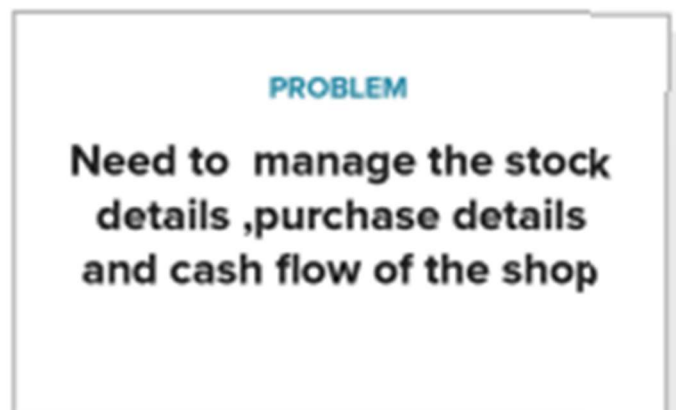 PROBLEM
Need to  manage the stock
details ,purchase details
and cash flow of the shop